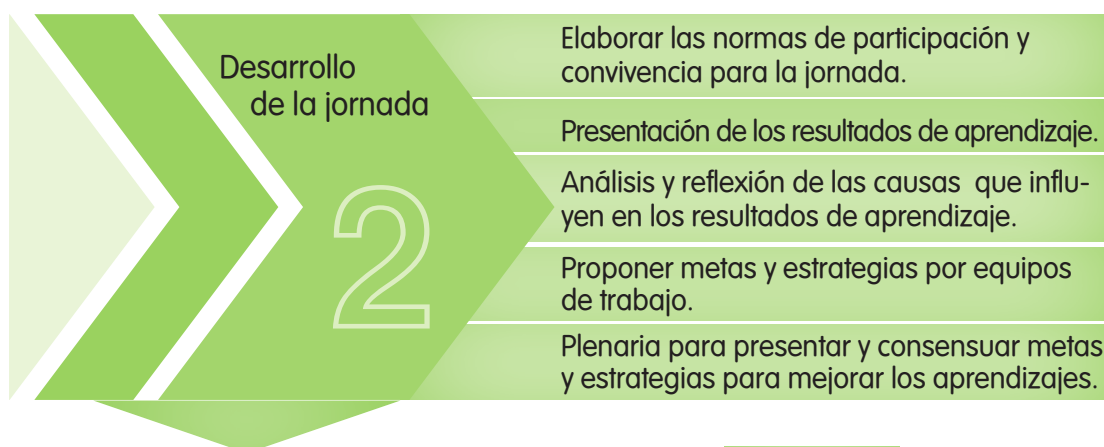 Desarrollo
de la jornada
2
Elaborar las normas de participación y
convivencia para la jornada.
Presentación de los resultados de aprendizaje.
Análisis y reflexión de las causas que influ-
yen en los resultados de aprendizaje.
Proponer metas y estrategias por equipos
de trabajo.
Plenaria para presentar y consensuar metas
y estrategias para mejorar los aprendizajes.